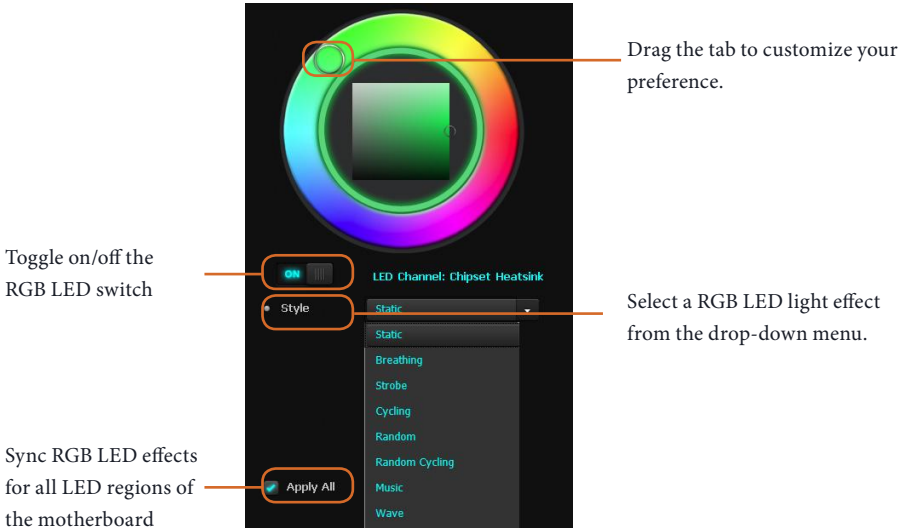 Drag the tab to customize your
preference.
Toggle on/off the
RGB LED switch
ON
LED Channel: Chipset Heatsink
Style
Static
Select a RGB LED light effect
from the drop-down menu.
Static
Breathing
Strobe
Cycling
Random
Random Cycling
Music
Wave
Sync RGB LED effects
for all LED regions of
the motherboard
Apply All